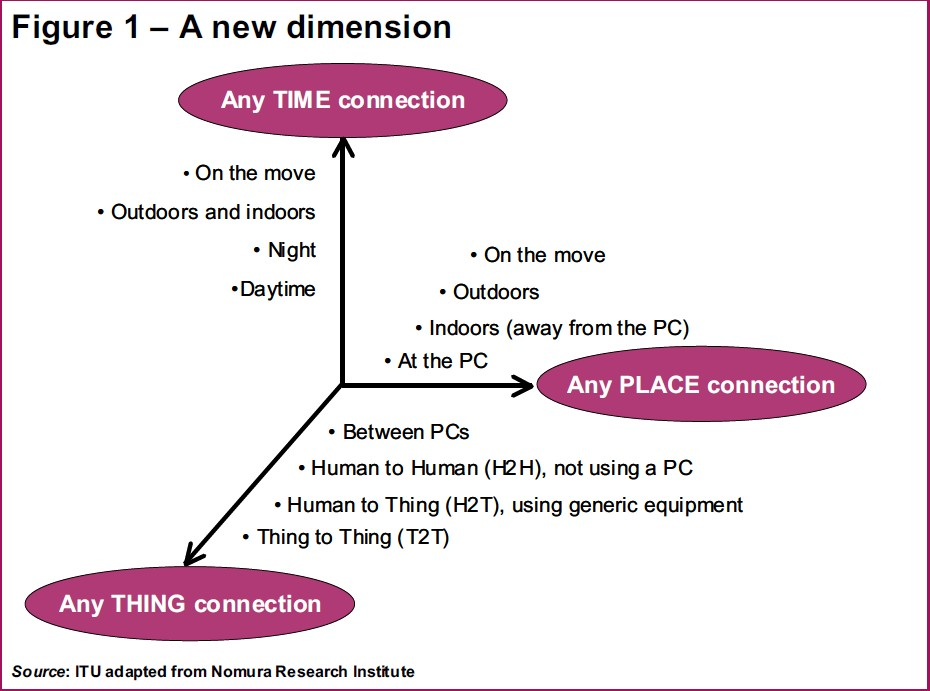 Figure 1 – A new dimension
Any TIME connection
• On the move
• Outdoors and indoors
• Night
•Daytime
• On the move
• Outdoors
• Indoors (away from the PC)
• At the PC
Any PLACE connection
• Between PCs
• Human to Human (H2H), not using a PC
• Human to Thing (H2T), using generic equipment
• Thing to Thing (T2T)
Any THING connection
Source: ITU adapted from Nomura Research Institute